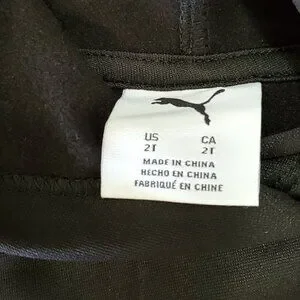 US CA
2T 2T
MADE IN CHINA
HECHO EN CHINA
FABRIQUÉ EN CHINE